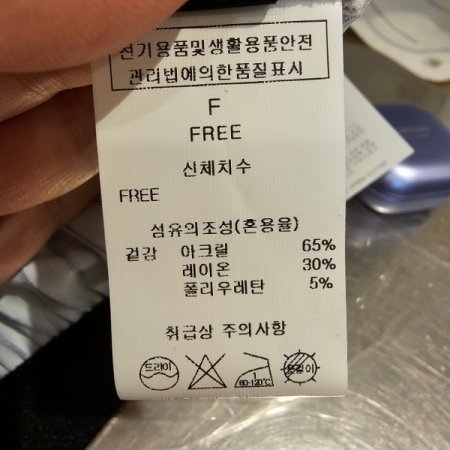 전기용품및생활용품안전
관리법에의한품질표시
F
FREE
신체치수
FREE
섬유의조성(혼용율)
겉감 아크릴 65%
레이온 30%
폴리우레탄 5%
취급상 주의사항
드라이
1
80-120℃